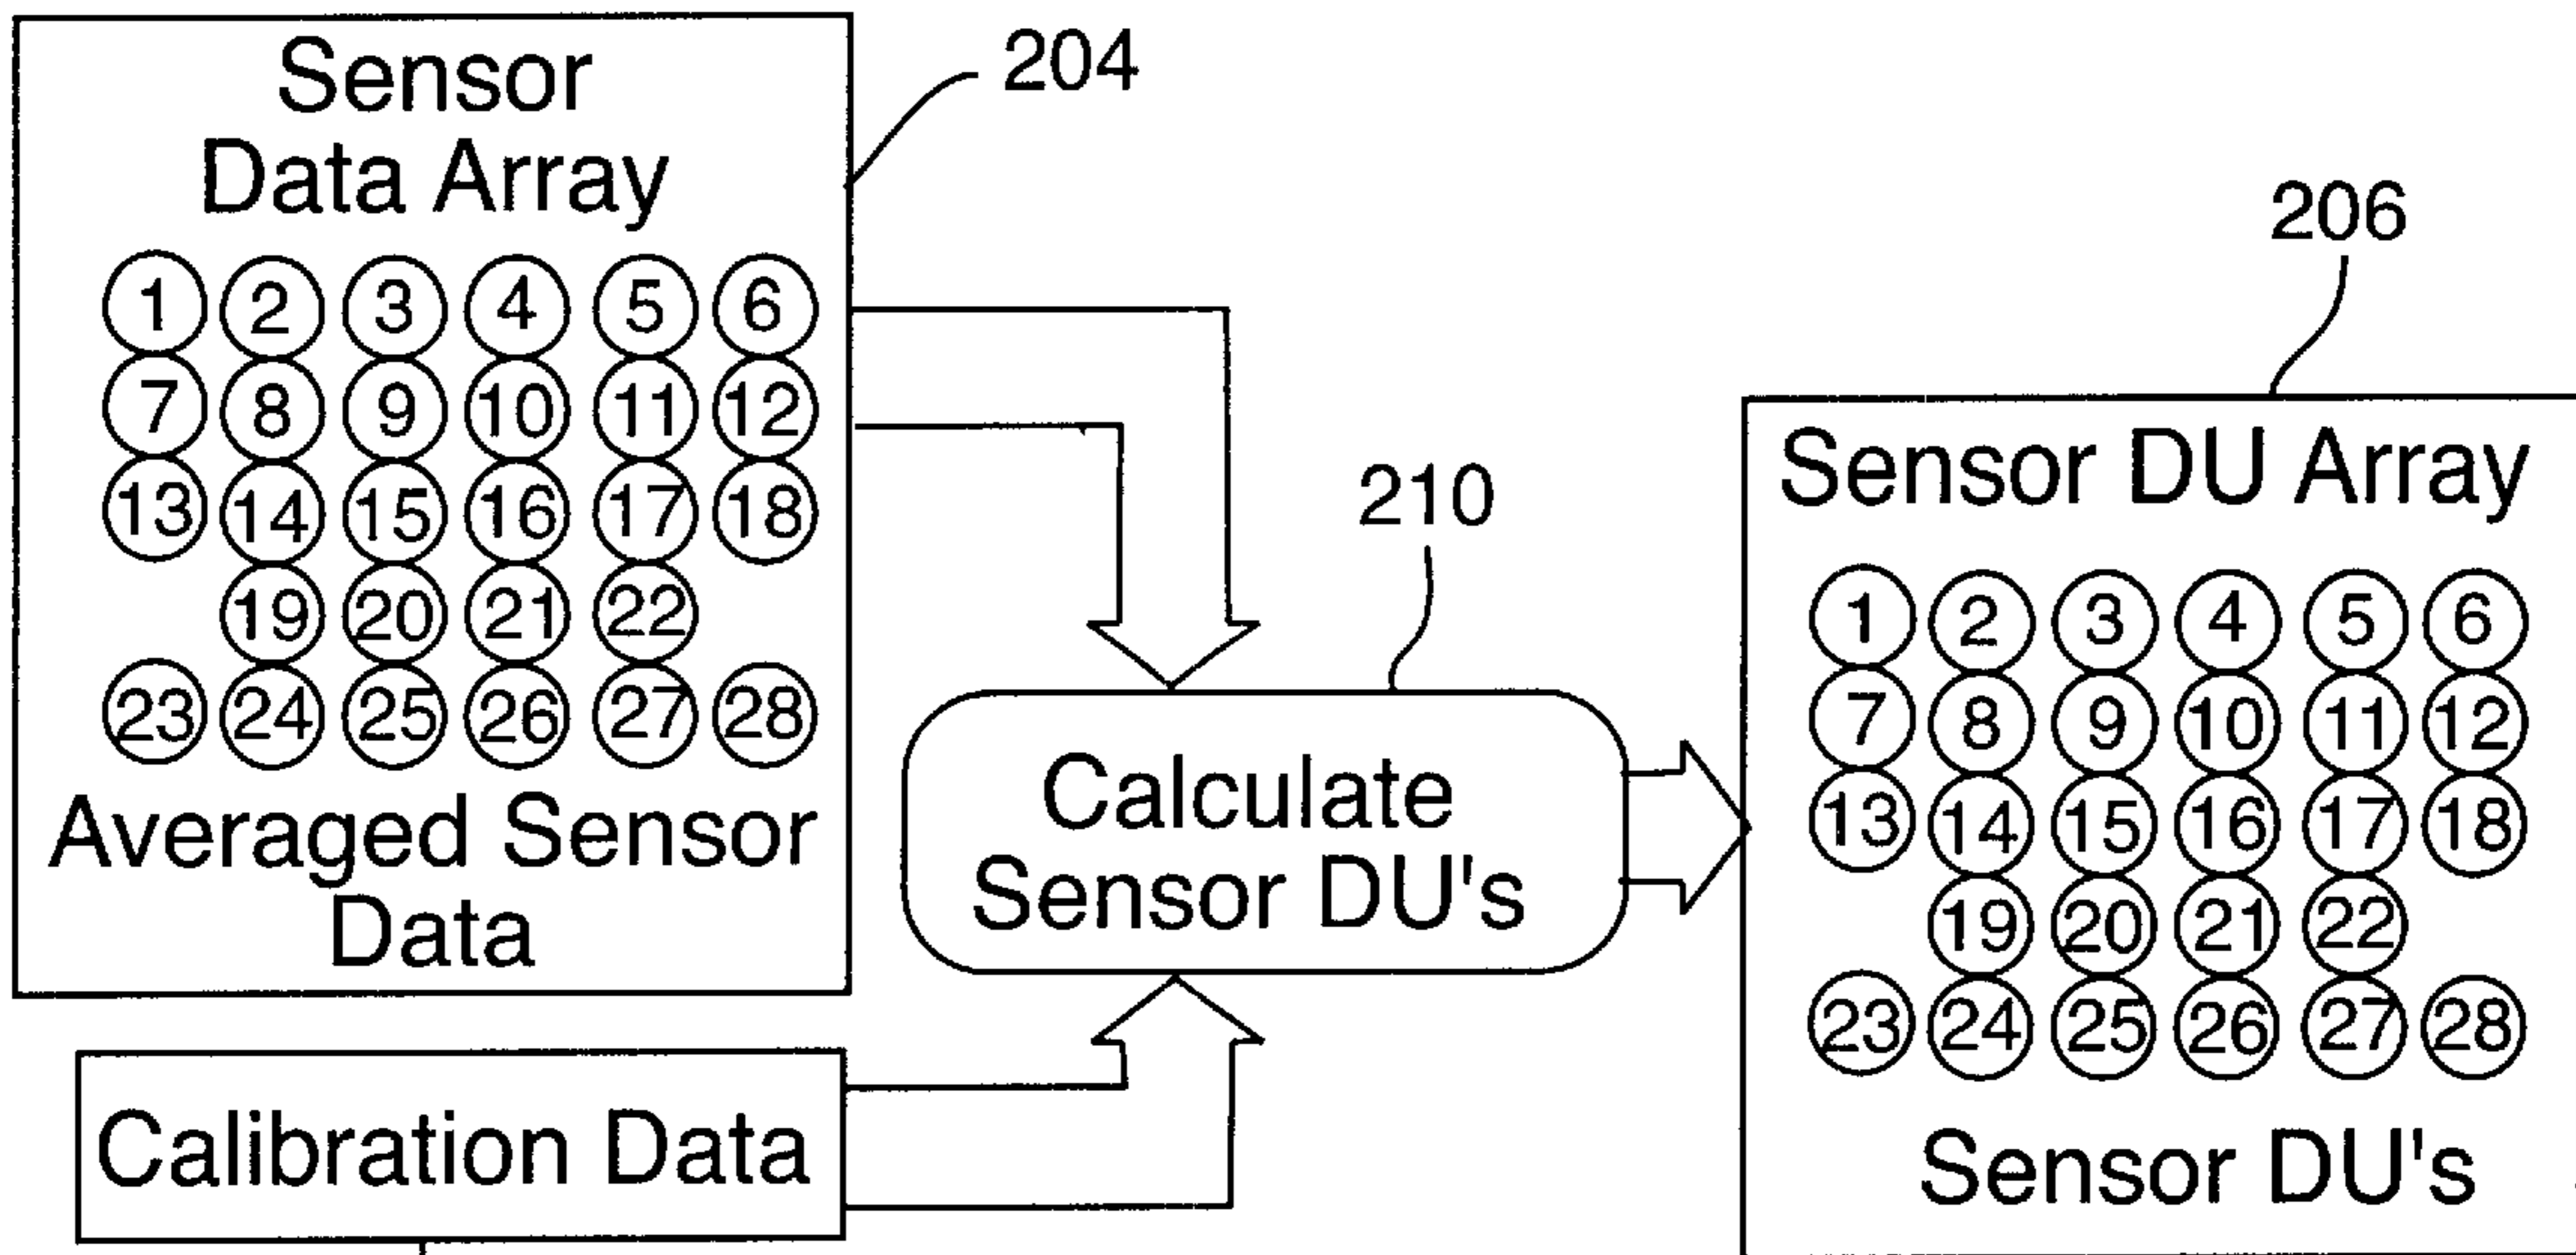 Sensor
Data Array
1 2 3 4 5 6
7 8 9 10 11 12
13 14 15 16 17 18
19 20 21 22
23 24 25 26 27 28
Averaged Sensor
Data
204
Calibration Data
210
Calculate
Sensor DU's
206
Sensor DU Array
1 2 3 4 5 6
7 8 9 10 11 12
13 14 15 16 17 18
19 20 21 22
23 24 25 26 27 28
Sensor DU's